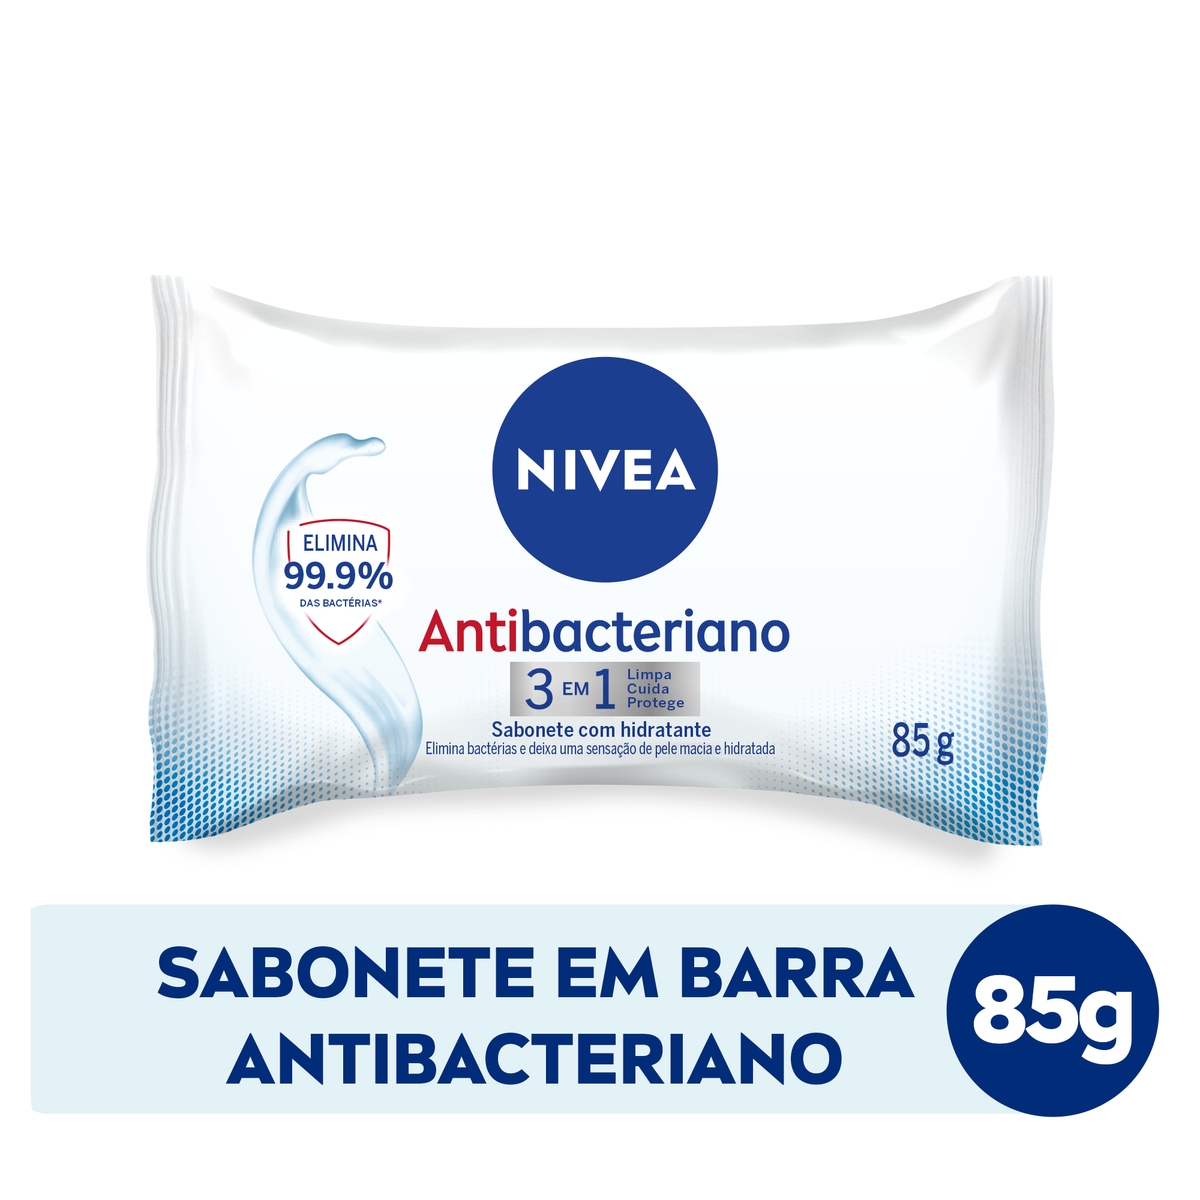 NIVEA
ELIMINA
99.9%
DAS BACTÉRIAS*
Antibacteriano
3 EM 1
Limpa
Cuida
Protege
Sabonete com hidratante
Elimina bactérias e deixa uma sensação de pele macia e hidratada
85 g
SABONETE EM BARRA
ANTIBACTERIANO
85g